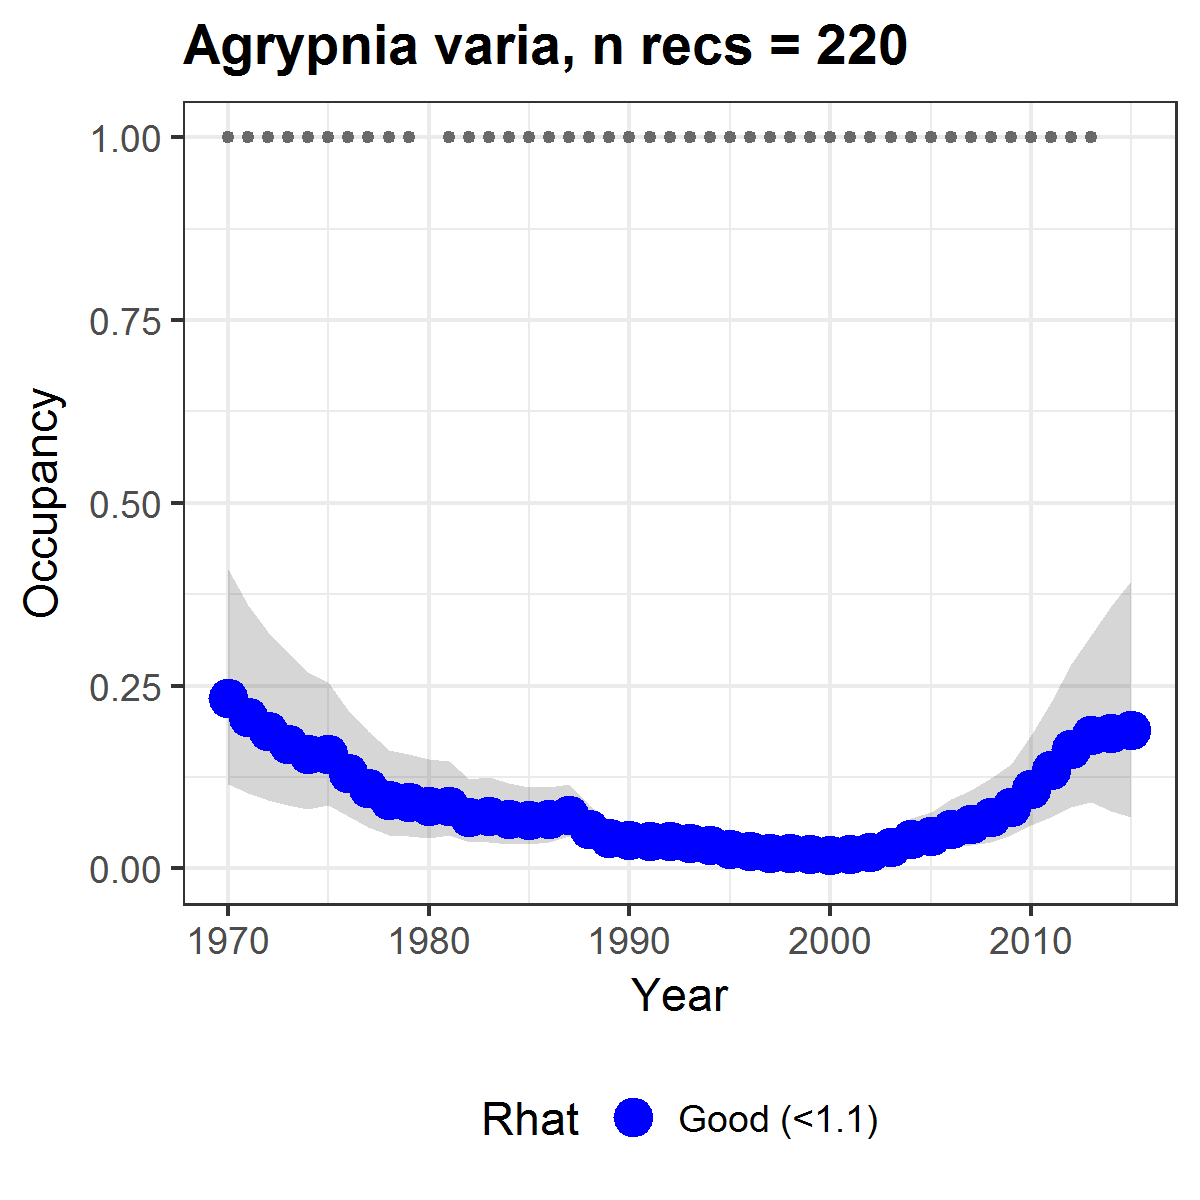 Agrypnia varia, n recs = 220
1.00
0.75
0.50
0.25
0.00
Occupancy
1970 1980 1990 2000 2010
Year
Rhat Good (<1.1)